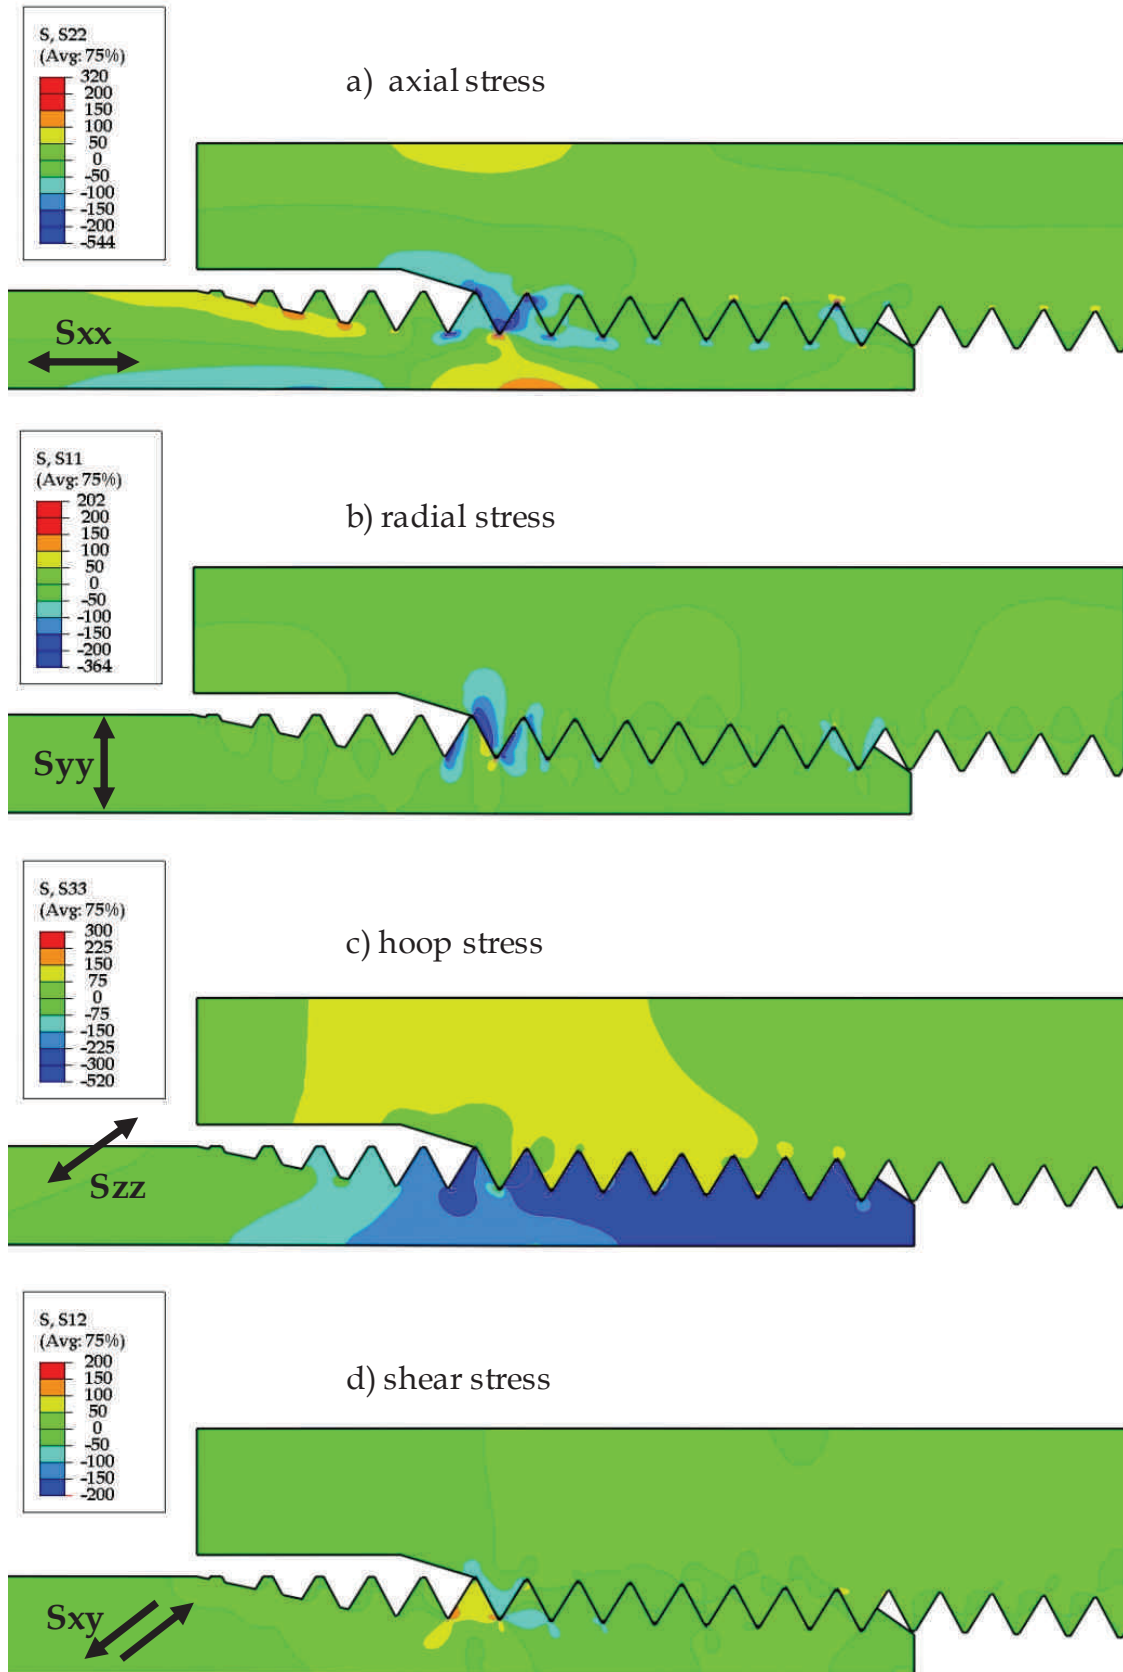 S, S22
(Avg: 75%)
320
200
150
100
50
0
-50
-100
-150
-200
-544
a) axial stress
Sxx
S, S11
(Avg: 75%)
202
200
150
100
50
0
-50
-100
-150
-200
-364
b) radial stress
Syy
S, S33
(Avg: 75%)
300
225
150
75
0
-75
-150
-225
-300
-520
c) hoop stress
Szz
S, S12
(Avg: 75%)
200
150
100
50
0
-50
-100
-150
-200
d) shear stress
Sxy